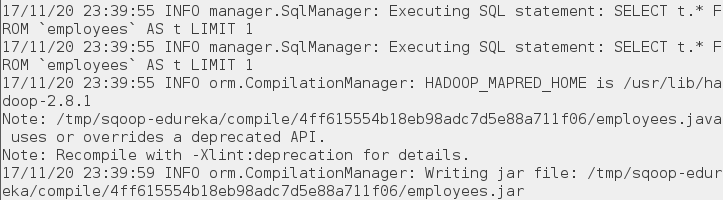 17/11/20 23:39:55 INFO manager.SqlManager: Executing SQL statement: SELECT t.* F
ROM `employees` AS t LIMIT 1
17/11/20 23:39:55 INFO manager.SqlManager: Executing SQL statement: SELECT t.* F
ROM `employees` AS t LIMIT 1
17/11/20 23:39:55 INFO orm.CompilationManager: HADOOP_MAPRED_HOME is /usr/lib/ha
doop-2.8.1
Note: /tmp/sqoop-edureka/compile/4ff615554b18eb98adc7d5e88a711f06/employees.java
 uses or overrides a deprecated API.
Note: Recompile with -Xlint:deprecation for details.
17/11/20 23:39:59 INFO orm.CompilationManager: Writing jar file: /tmp/sqoop-edur
eka/compile/4ff615554b18eb98adc7d5e88a711f06/employees.jar